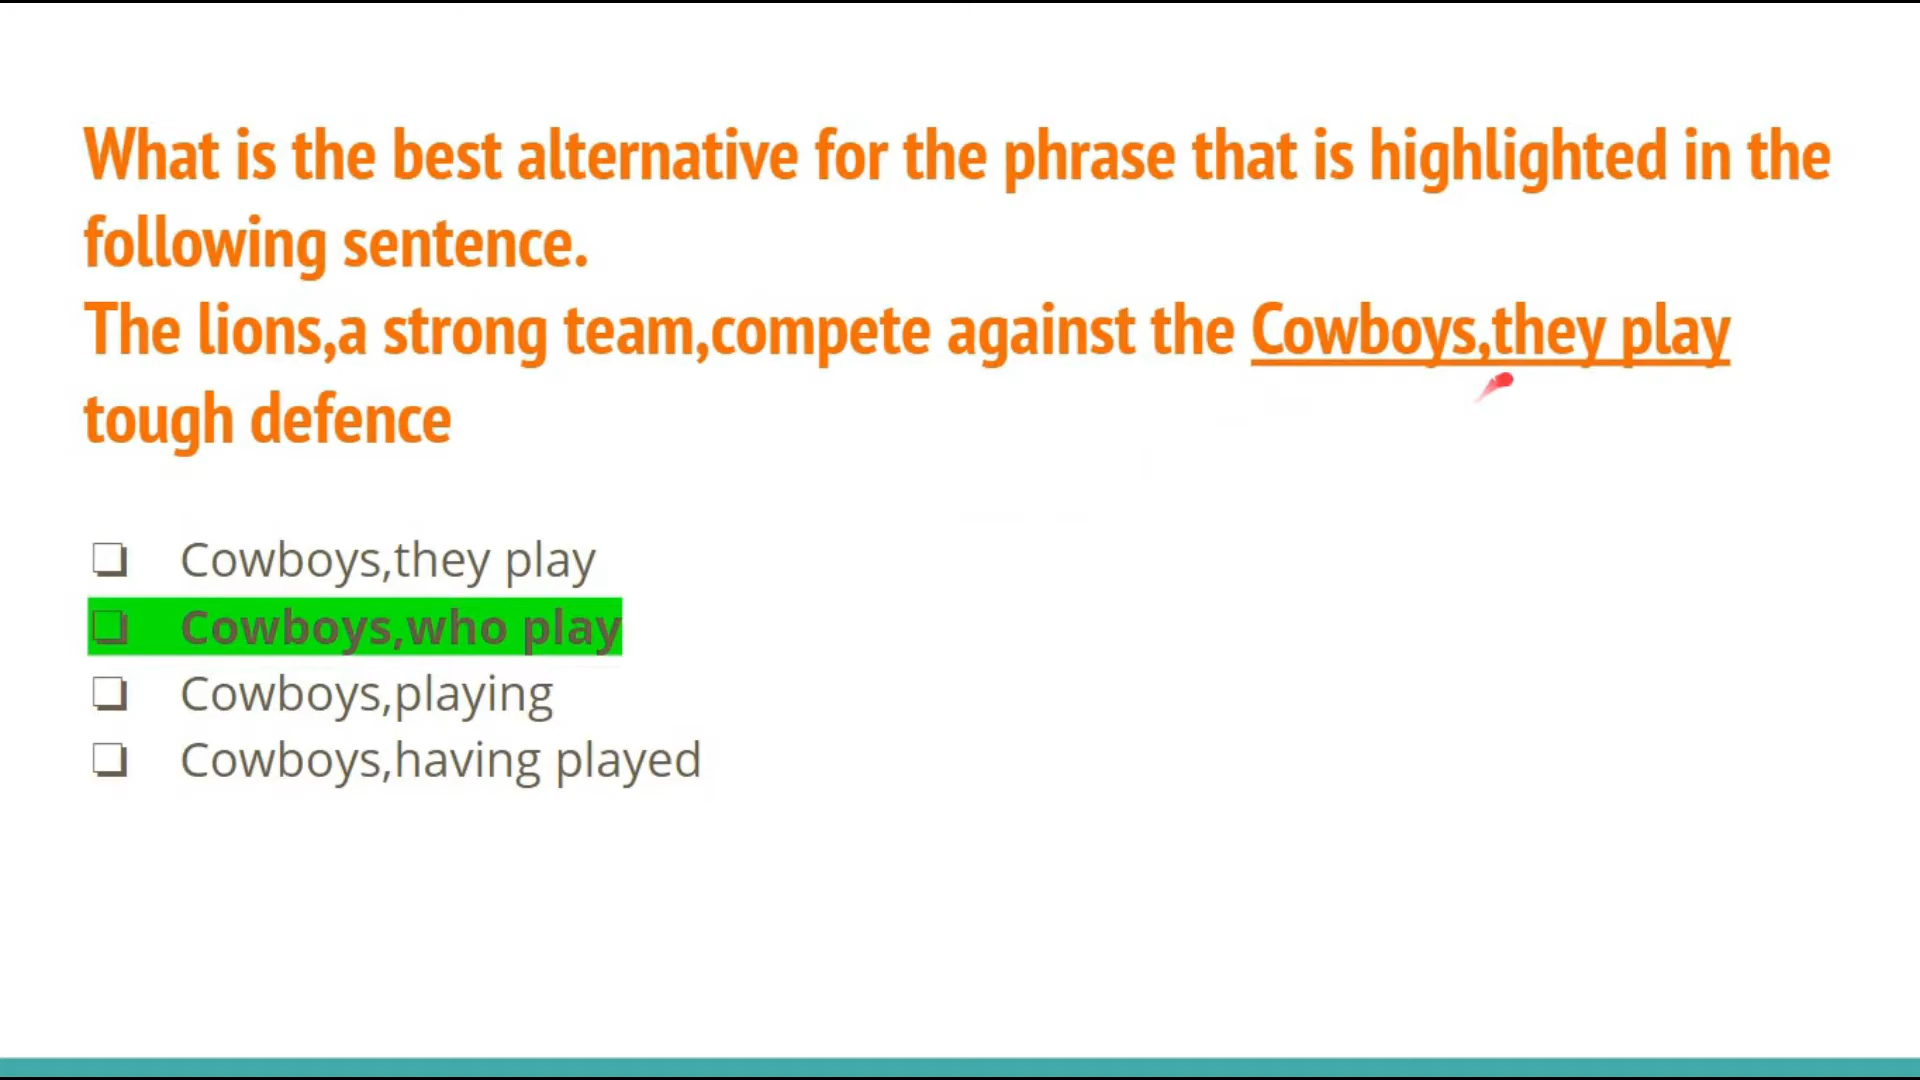 What is the best alternative for the phrase that is highlighted in the
following sentence.
The lions,a strong team,compete against the Cowboys,they play
tough defence
❏ Cowboys,they play
❏ Cowboys,who play
❏ Cowboys,playing
❏ Cowboys,having played